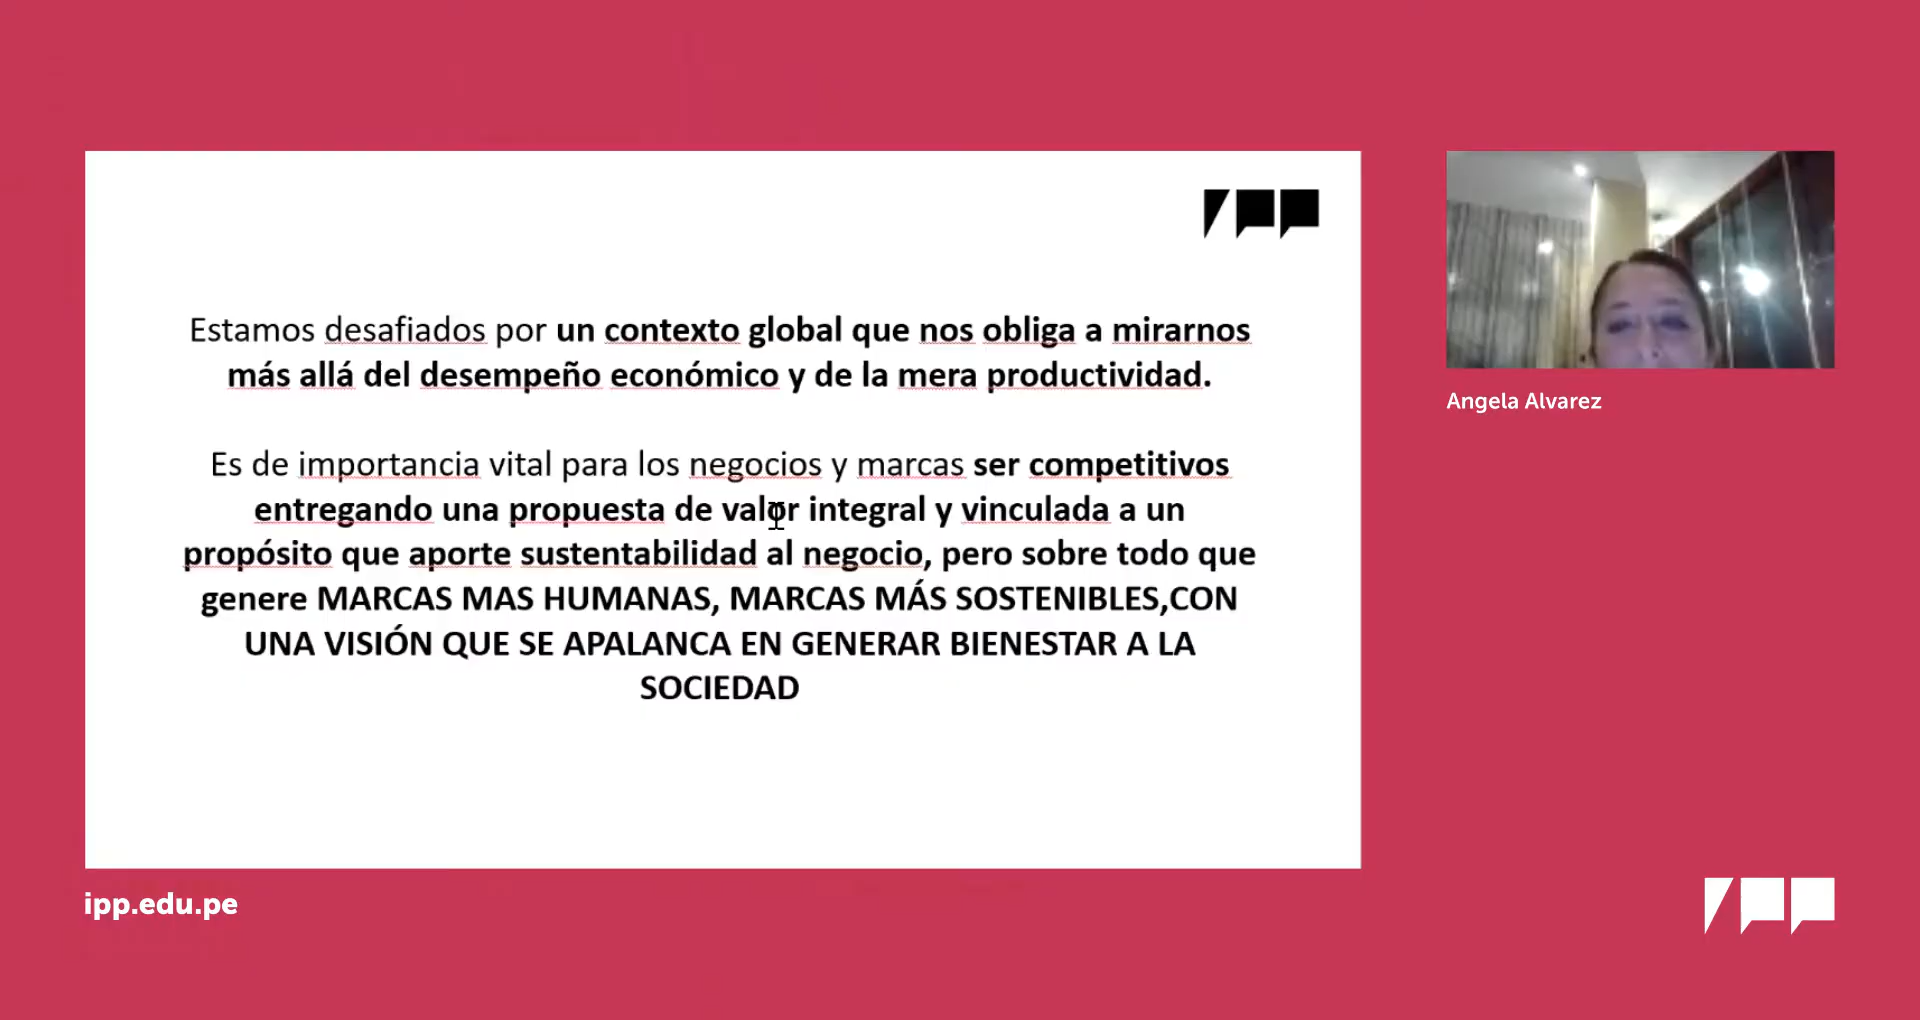 Estamos desafiados por un contexto global que nos obliga a mirarnos
más allá del desempeño económico y de la mera productividad.
Es de importancia vital para los negocios y marcas ser competitivos
entregando una propuesta de valor integral y vinculada a un
propósito que aporte sustentabilidad al negocio, pero sobre todo que
genere MARCAS MAS HUMANAS, MARCAS MÁS SOSTENIBLES,CON
UNA VISIÓN QUE SE APALANCA EN GENERAR BIENESTAR A LA
SOCIEDAD
Angela Alvarez
ipp.edu.pe